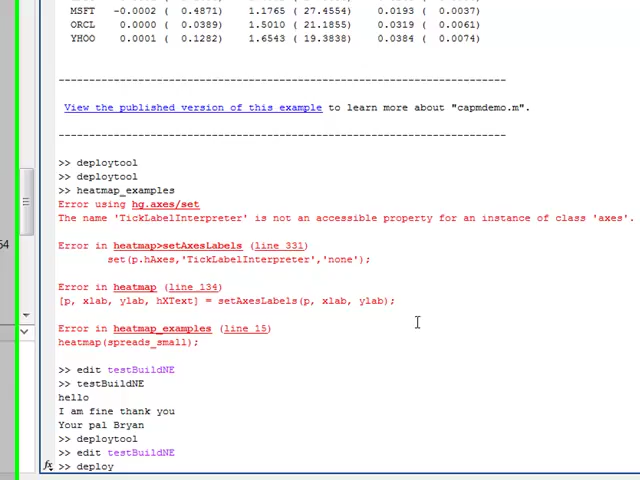 MSFT -0.0002 ( 0.4871) 1.1765 ( 27.4554) 0.0193 ( 0.0037)
ORCL 0.0000 ( 0.0389) 1.5010 ( 21.1855) 0.0319 ( 0.0061)
YHOO 0.0001 ( 0.1282) 1.6543 ( 19.3838) 0.0384 ( 0.0074)
------------------------------------------------------------------------
View the published version of this example to learn more about "capmdemo.m".
------------------------------------------------------------------------
>> deploytool
>> deploytool
>> heatmap_examples
Error using hg.axes/set
The name 'TickLabelInterpreter' is not an accessible property for an instance of class 'axes'.
54
Error in heatmap>setAxesLabels (line 331)
set(p.hAxes,'TickLabelInterpreter','none');
Error in heatmap (line 134)
[p, xlab, ylab, hXText] = setAxesLabels(p, xlab, ylab);
Error in heatmap_examples (line 15)
heatmap(spreads_small);
>> edit testBuildNE
>> testBuildNE
hello
I am fine thank you
Your pal Bryan
>> deploytool
>> edit testBuildNE
fx >> deploy